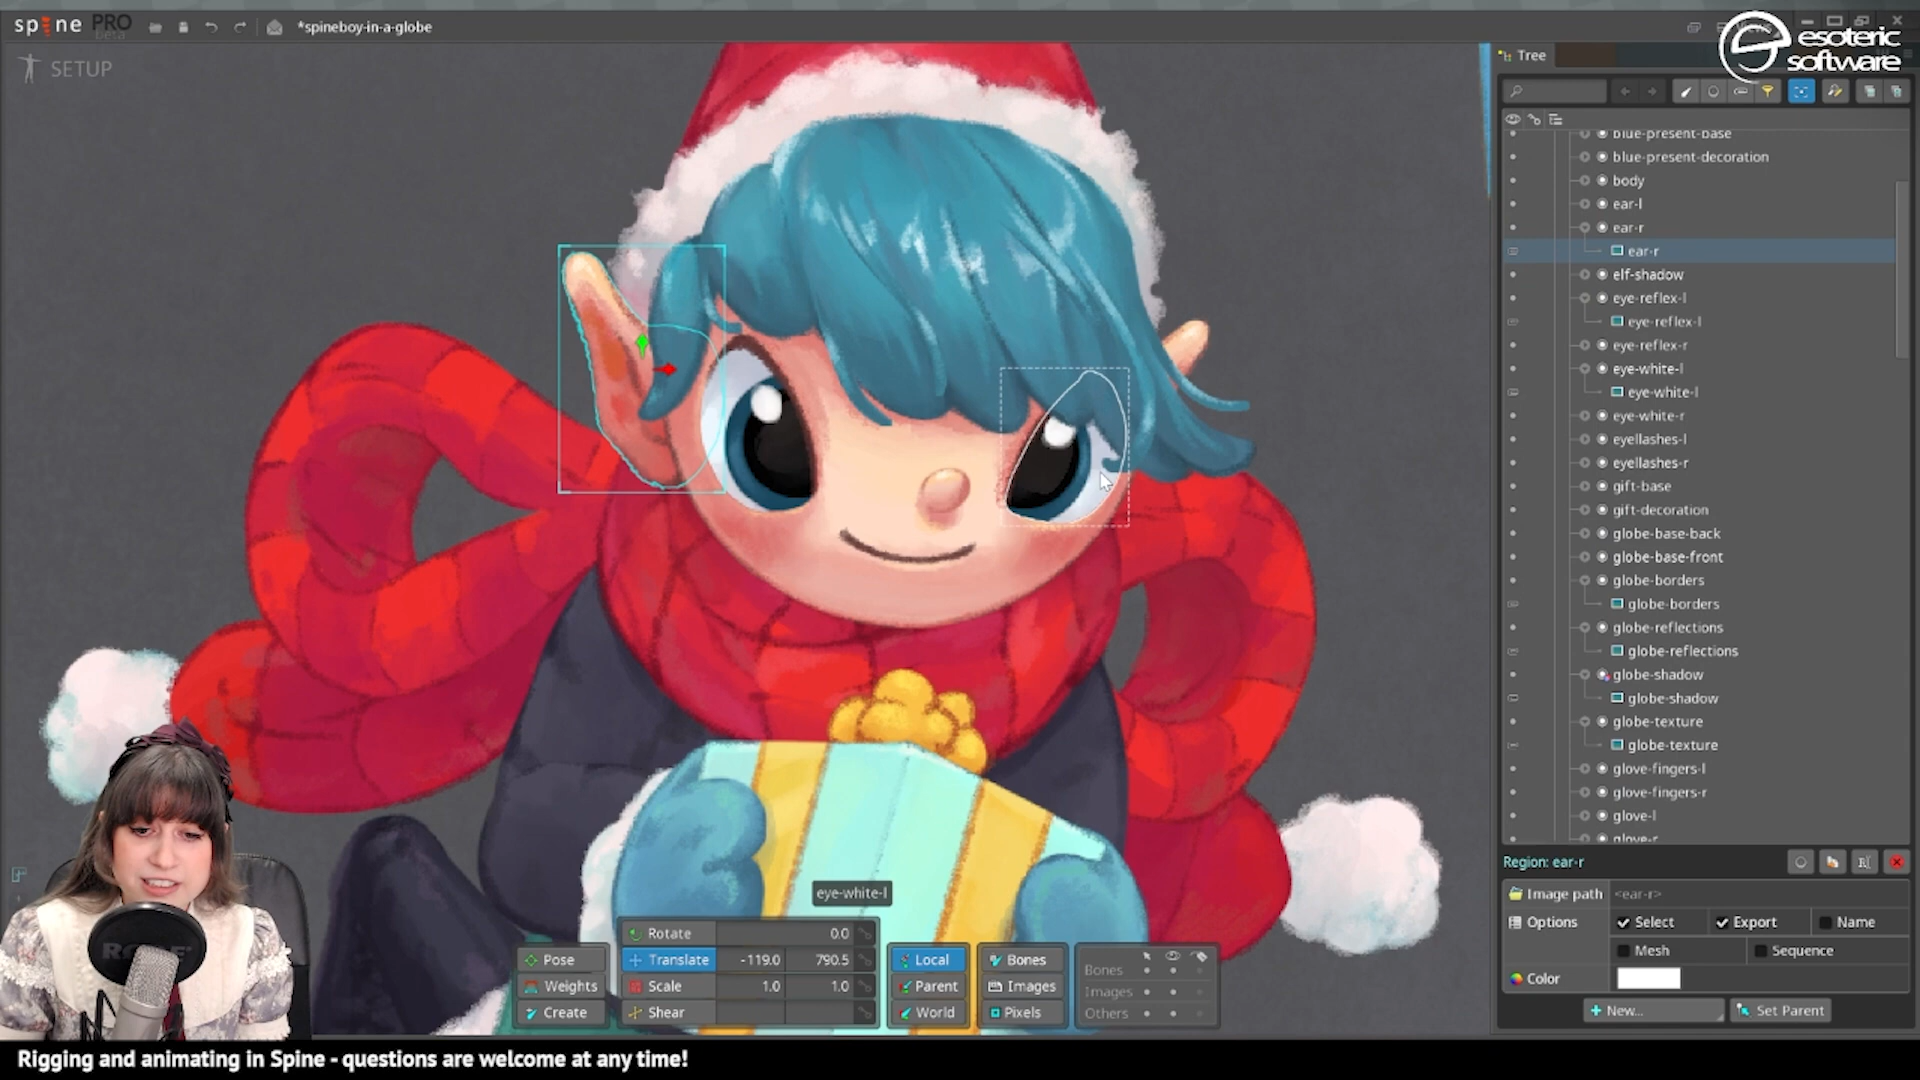 spine PRO
beta
*spineboy-in-a-globe
esoteric
software
SETUP
Tree
blue-present-base
blue-present-decoration
body
ear-l
ear-r
ear-r
elf-shadow
eye-reflex-l
eye-reflex-l
eye-reflex-r
eye-white-l
eye-white-l
eye-white-r
eyellashes-l
eyellashes-r
gift-base
gift-decoration
globe-base-back
globe-base-front
globe-borders
globe-borders
globe-reflections
globe-reflections
globe-shadow
globe-shadow
globe-texture
globe-texture
glove-fingers-l
glove-fingers-r
glove-l
glove-r
Region: ear-r
Image path <ear-r>
Options Select Export Name
Mesh Sequence
Color
New... Set Parent
eye-white-l
Pose
Weights
Create
Rotate 0.0
Translate -119.0 790.5
Scale 1.0 1.0
Shear
Local
Parent
World
Bones
Images
Pixels
Bones
Images
Others
RODE
Rigging and animating in Spine - questions are welcome at any time!